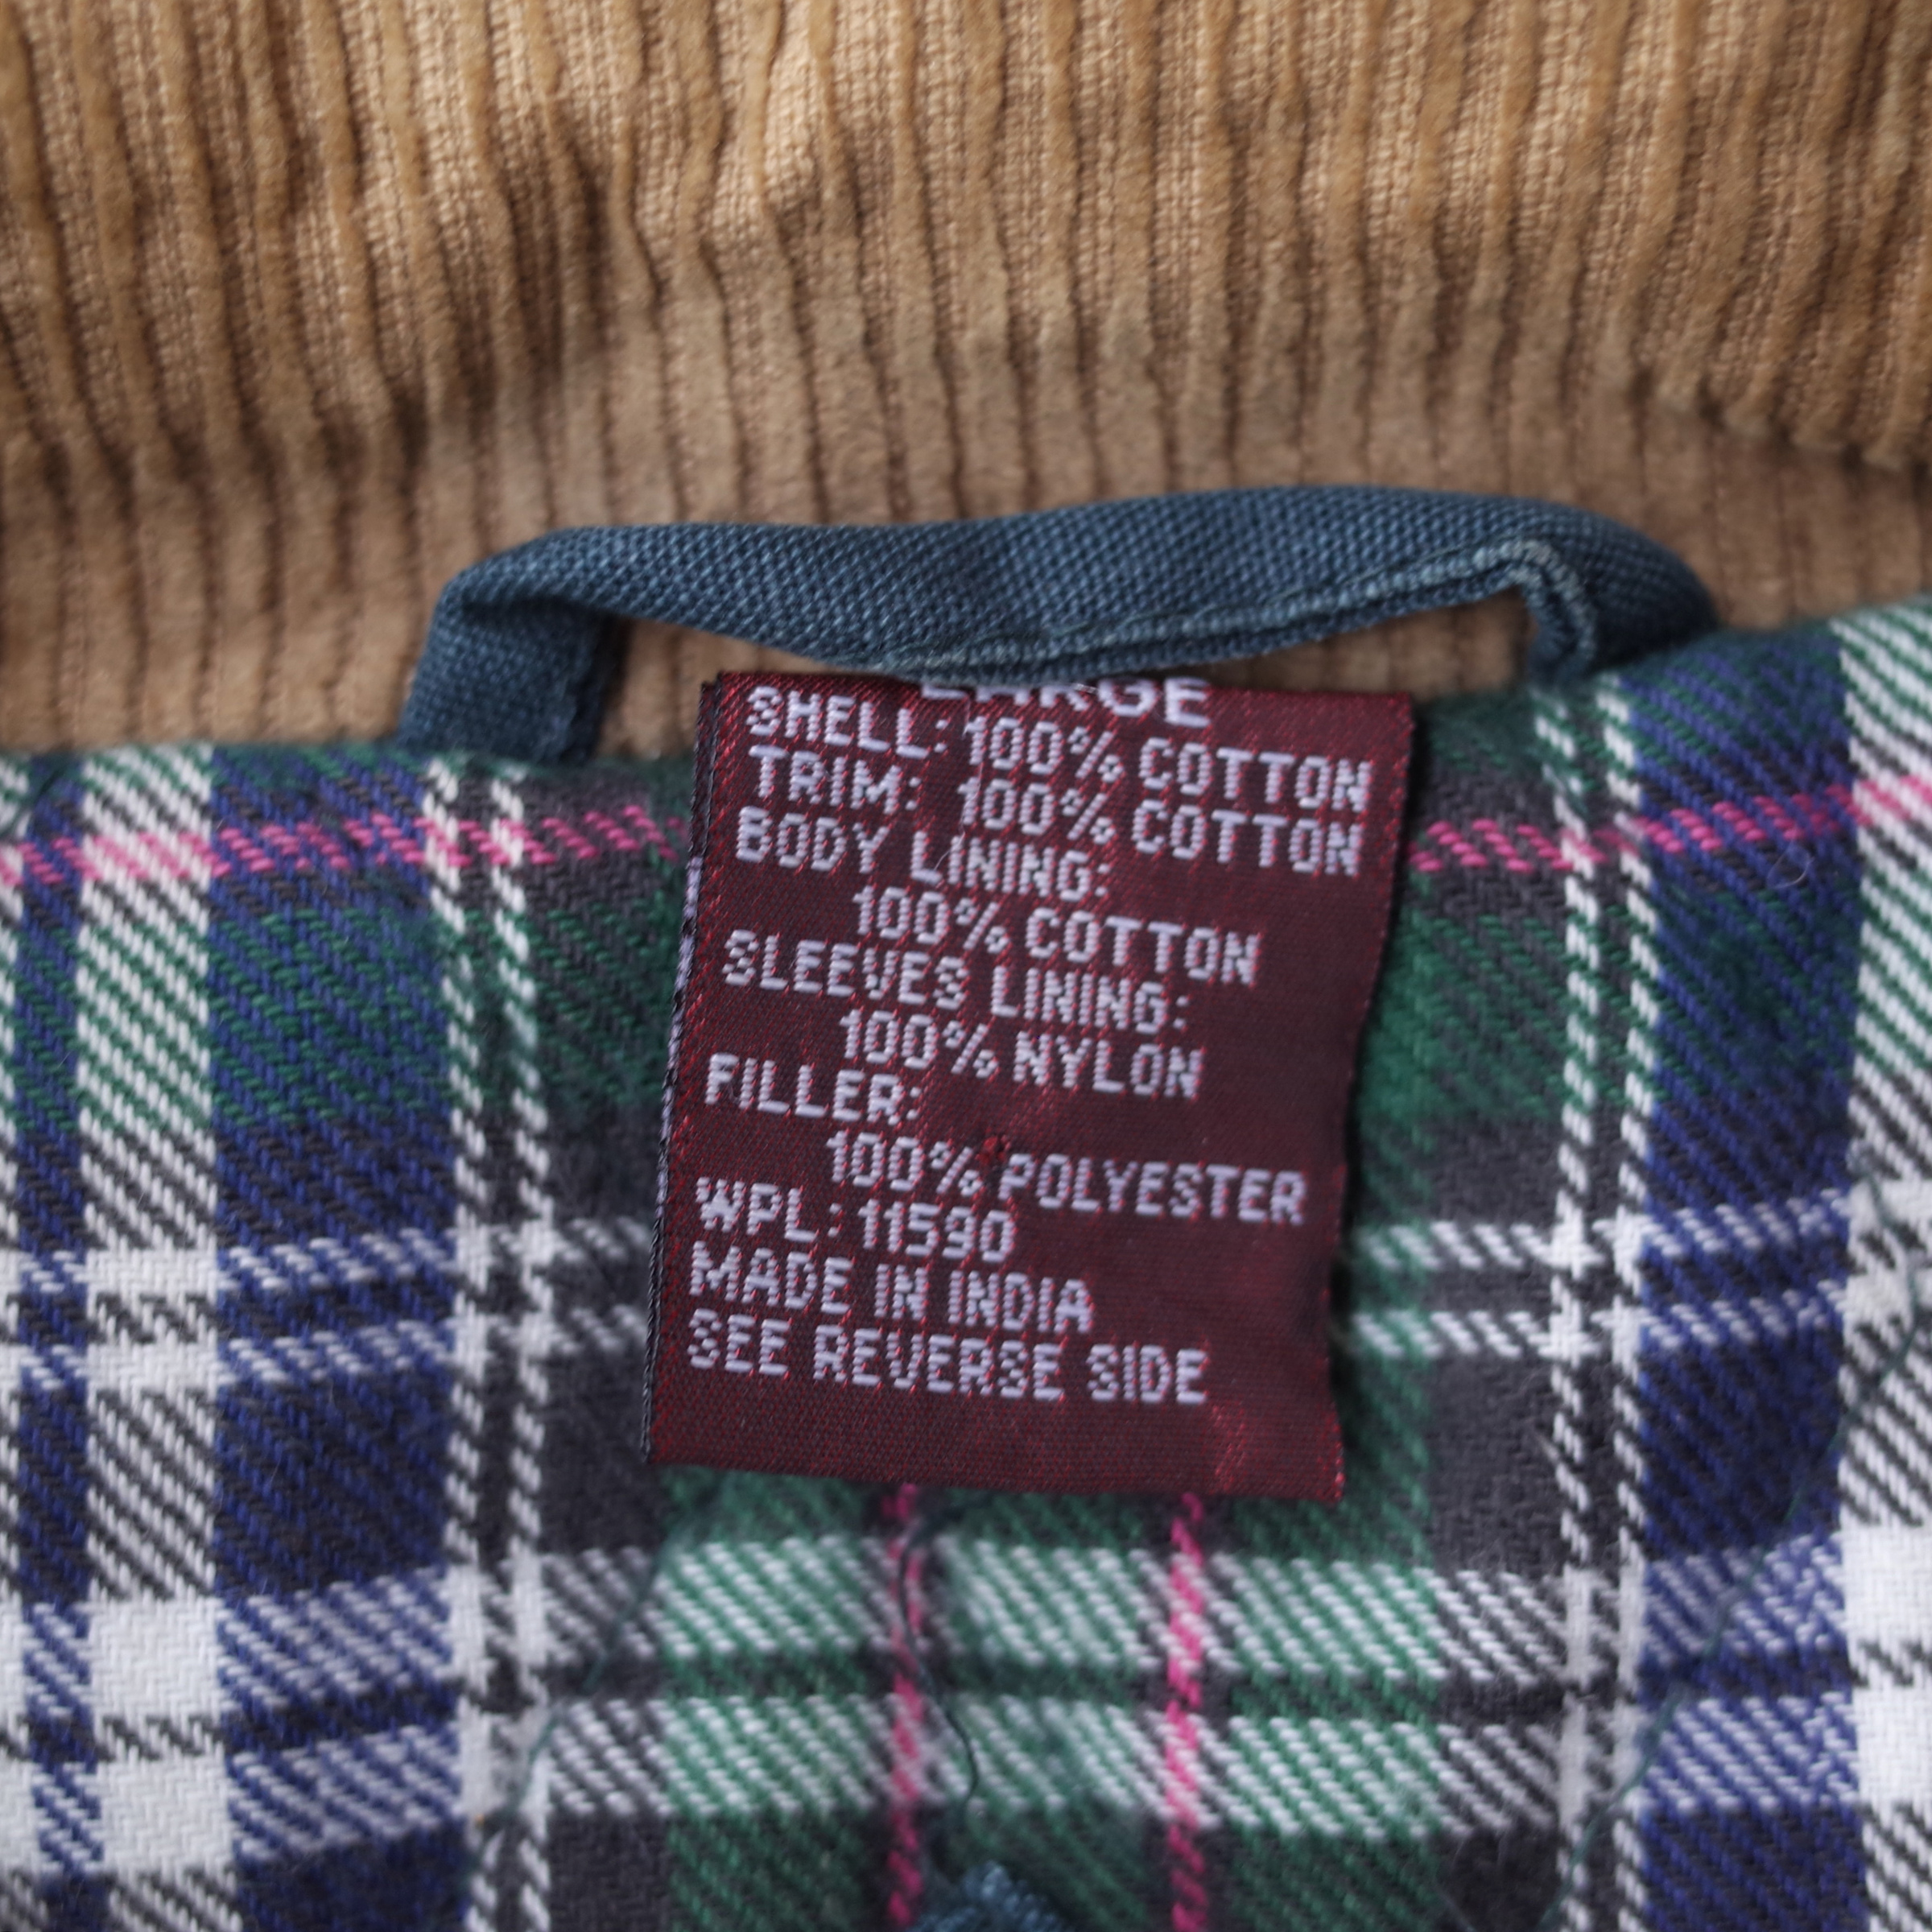 LARGE
SHELL: 100% COTTON
TRIM: 100% COTTON
BODY LINING:
100% COTTON
SLEEVES LINING:
100% NYLON
FILLER:
100% POLYESTER
WPL: 11590
MADE IN INDIA
SEE REVERSE SIDE